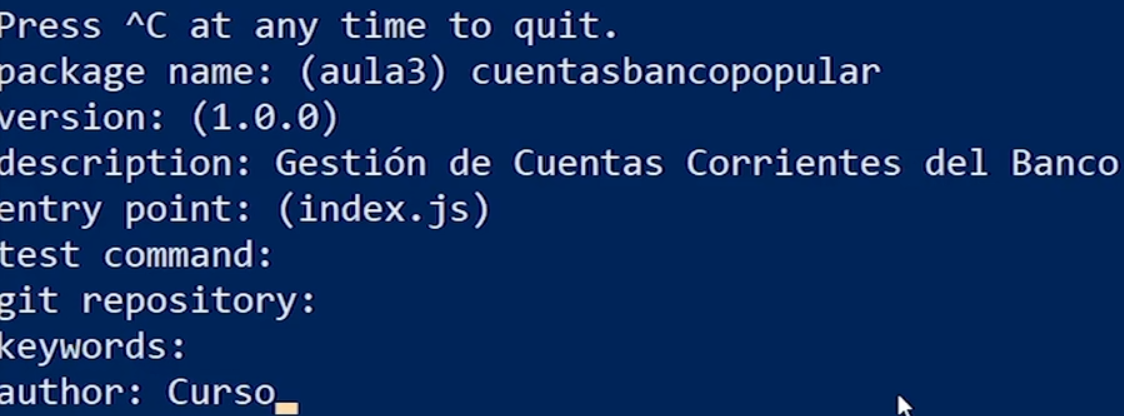 Press ^C at any time to quit.
package name: (aula3) cuentasbancopopular
version: (1.0.0)
description: Gestión de Cuentas Corrientes del Banco
entry point: (index.js)
test command:
git repository:
keywords:
author: Curso